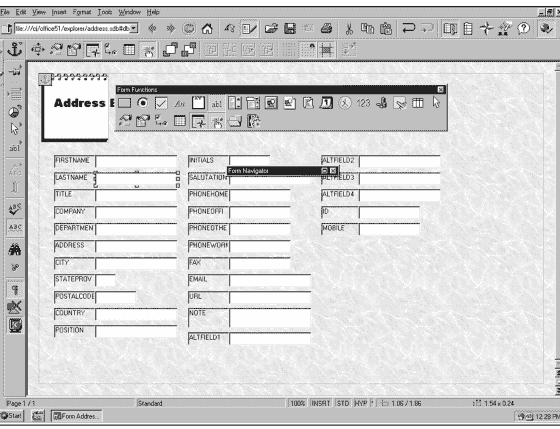 File Edit View Insert Format Tools Window Help
file:///c|/office51/explorer/address.sdb#db
Form Functions
Address
FIRSTNAME INITIALS ALTFIELD2
Form Navigator
LASTNAME SALUTATION ALTFIELD3
TITLE PHONEHOME ALTFIELD4
COMPANY PHONEOFFI ID
DEPARTMEN PHONEOTHE MOBILE
ADDRESS PHONEWORK
CITY FAX
STATEPROV EMAIL
POSTALCODE URL
COUNTRY NOTE
POSITION
ALTFIELD1
Page 1 / 1 Standard 100% INSRT STD HYP * 1.06 / 1.86 1.54 x 0.24
Start Form Addres... 12:28 PM